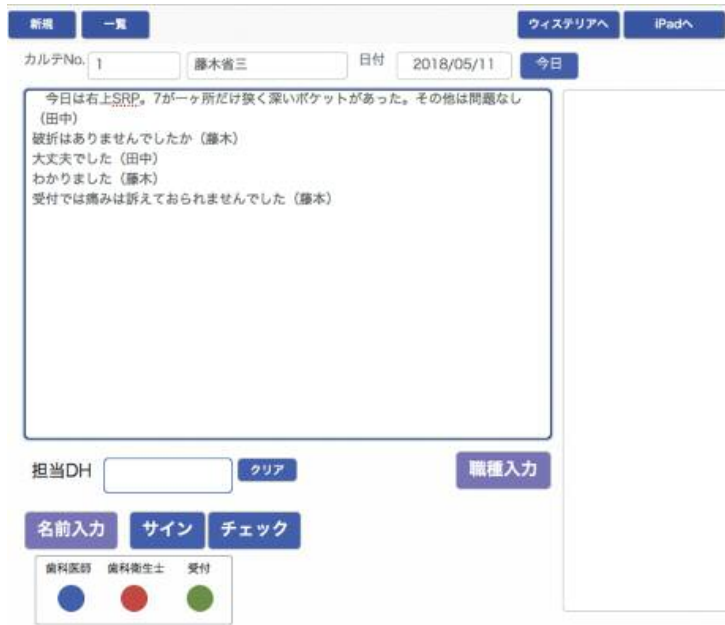 新規 一覧 ウィステリアへ iPadへ
カルテNo. 1 藤木省三 日付 2018/05/11 今日
今日は右上SRP。7が一ヶ所だけ狭く深いポケットがあった。その他は問題なし
（田中）
破折はありませんでしたか（藤木）
大丈夫でした（田中）
わかりました（藤木）
受付では痛みは訴えておられませんでした（藤本）
担当DH クリア 職種入力
名前入力 サイン チェック
歯科医師 歯科衛生士 受付